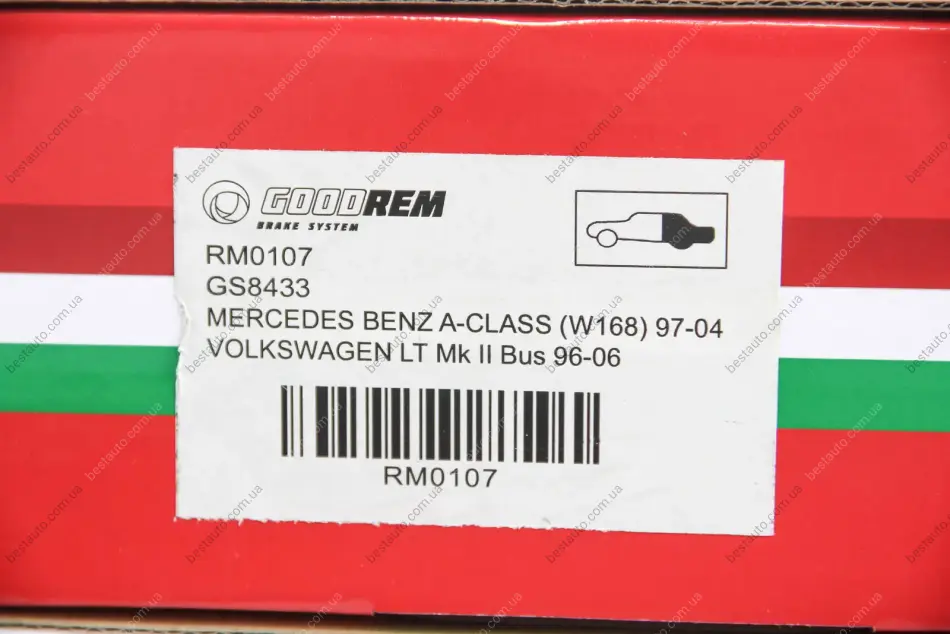 GOODREM
BRAKE SYSTEM
RM0107
GS8433
MERCEDES BENZ A-CLASS (W168) 97-04
VOLKSWAGEN LT Mk II Bus 96-06
RM0107
bestauto.com.ua